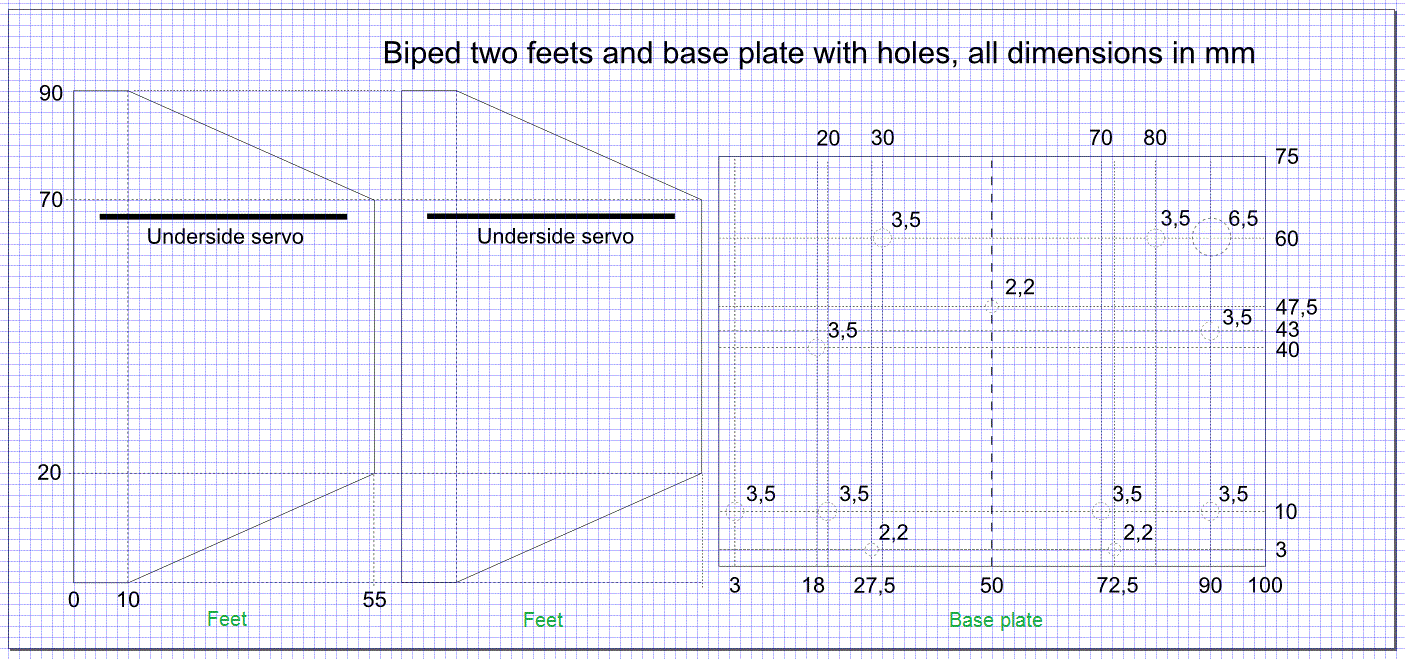 Biped two feets and base plate with holes, all dimensions in mm
90
20 30 70 80
75
70
3,5 3,5 6,5
Underside servo Underside servo
60
2,2
47,5
3,5
3,5
43
40
20
3,5 3,5 3,5 3,5
10
2,2 2,2
3
3 18 27,5 50 72,5 90 100
0 10 55
Feet Feet Base plate